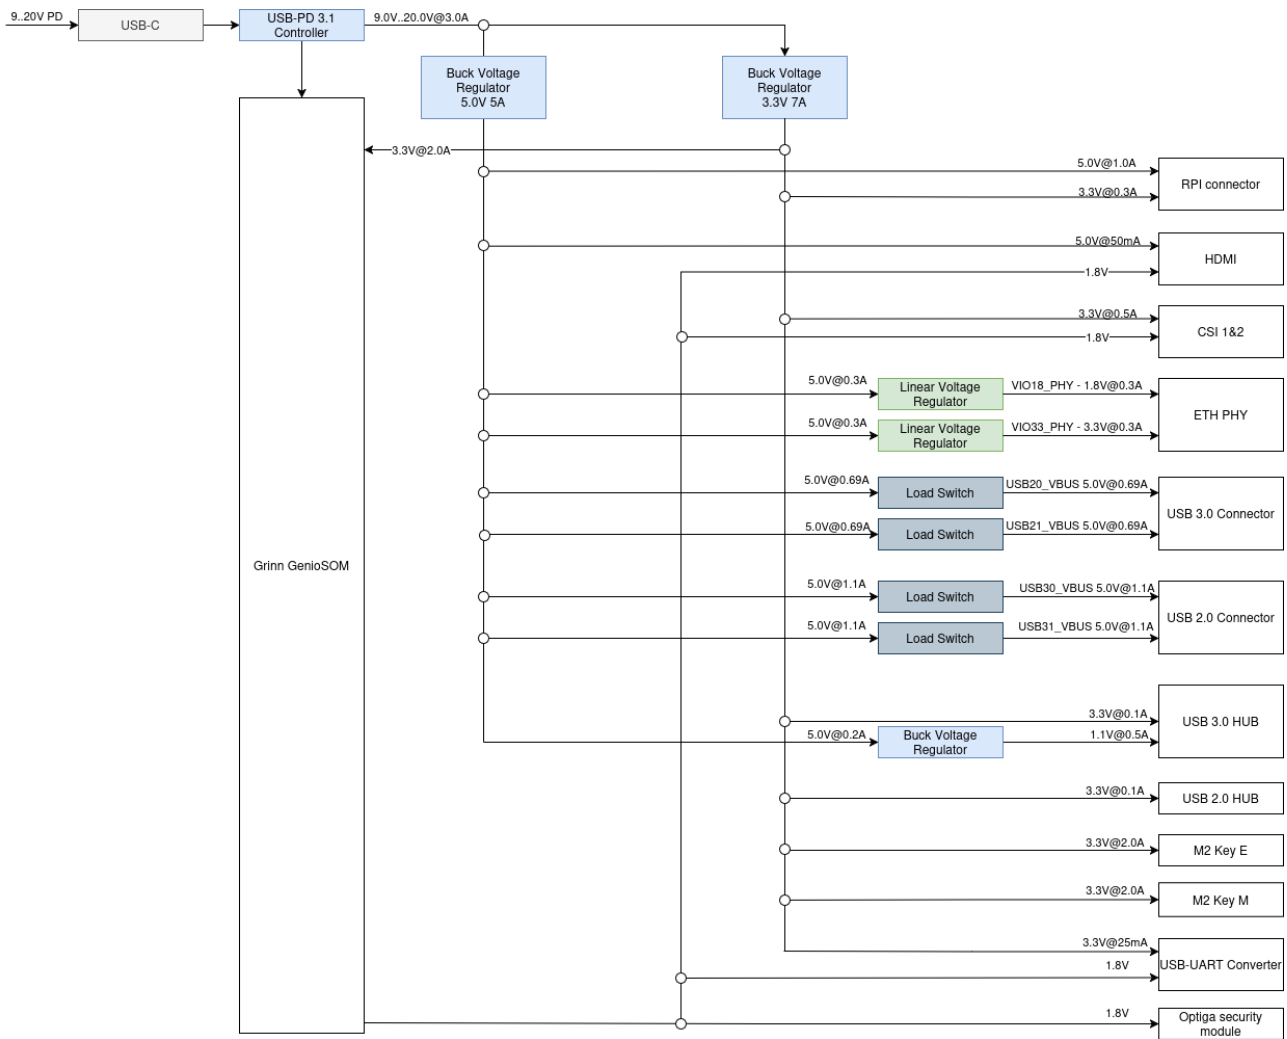 9..20V PD
USB-C
USB-PD 3.1
Controller
9.0V..20.0V@3.0A
Buck Voltage
Regulator
5.0V 5A
Buck Voltage
Regulator
3.3V 7A
3.3V@2.0A
5.0V@1.0A
3.3V@0.3A
RPI connector
5.0V@50mA
1.8V
HDMI
3.3V@0.5A
1.8V
CSI 1&2
5.0V@0.3A
Linear Voltage
Regulator
VIO18_PHY - 1.8V@0.3A
5.0V@0.3A
Linear Voltage
Regulator
VIO33_PHY - 3.3V@0.3A
ETH PHY
5.0V@0.69A
Load Switch
USB20_VBUS 5.0V@0.69A
5.0V@0.69A
Load Switch
USB21_VBUS 5.0V@0.69A
USB 3.0 Connector
Grinn GenioSOM
5.0V@1.1A
Load Switch
USB30_VBUS 5.0V@1.1A
5.0V@1.1A
Load Switch
USB31_VBUS 5.0V@1.1A
USB 2.0 Connector
3.3V@0.1A
5.0V@0.2A
Buck Voltage
Regulator
1.1V@0.5A
USB 3.0 HUB
3.3V@0.1A
USB 2.0 HUB
3.3V@2.0A
M2 Key E
3.3V@2.0A
M2 Key M
3.3V@25mA
1.8V
USB-UART Converter
1.8V
Optiga security
module